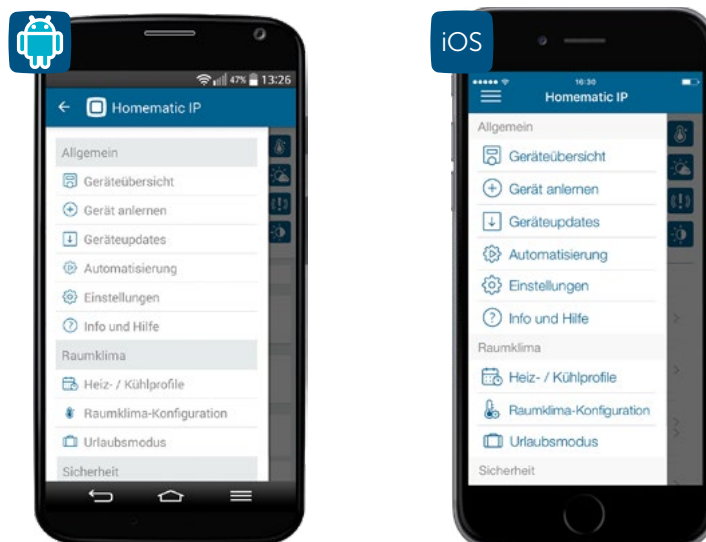 iOS
47% 13:26
Homematic IP
Allgemein
Geräteübersicht
Gerät anlernen
Geräteupdates
Automatisierung
Einstellungen
Info und Hilfe
Raumklima
Heiz- / Kühlprofile
Raumklima-Konfiguration
Urlaubsmodus
Sicherheit
16:30
Homematic IP
Allgemein
Geräteübersicht
Gerät anlernen
Geräteupdates
Automatisierung
Einstellungen
Info und Hilfe
Raumklima
Heiz- / Kühlprofile
Raumklima-Konfiguration
Urlaubsmodus
Sicherheit